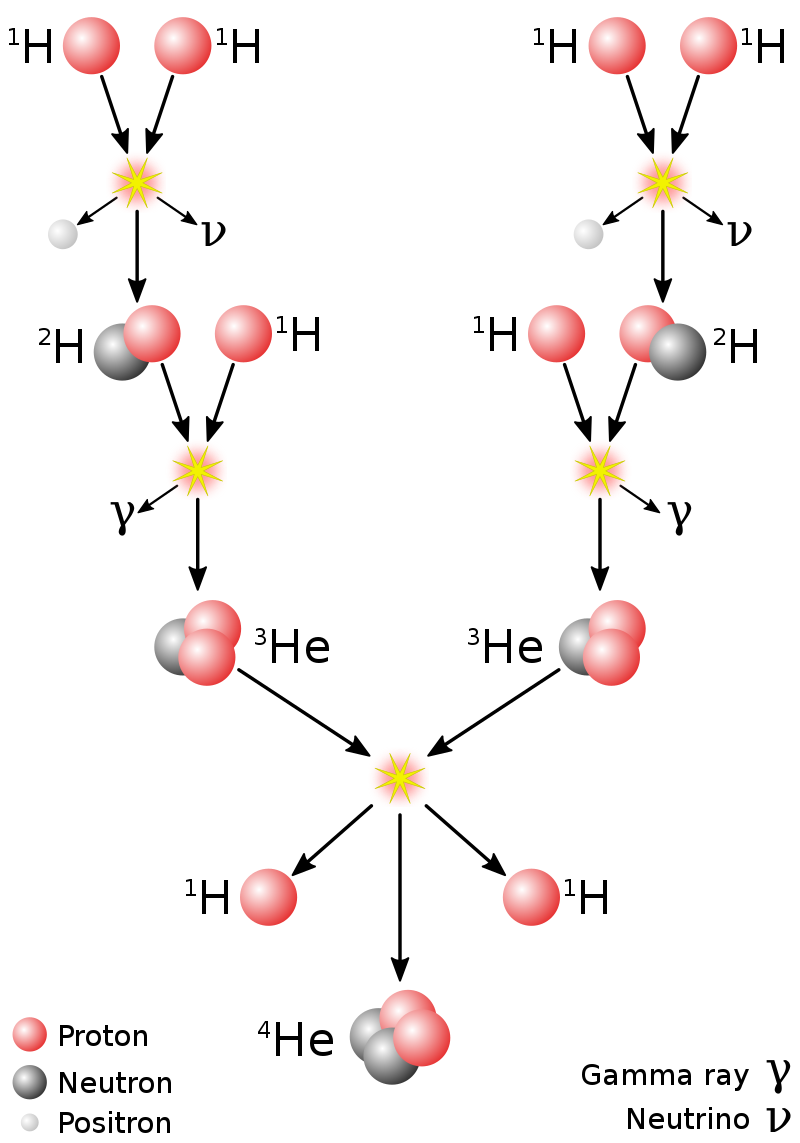 ¹H ¹H ¹H ¹H
ν ν
²H ¹H ¹H ²H
γ γ
³He ³He
¹H ¹H
⁴He
Proton
Neutron
Positron
Gamma ray γ
Neutrino ν